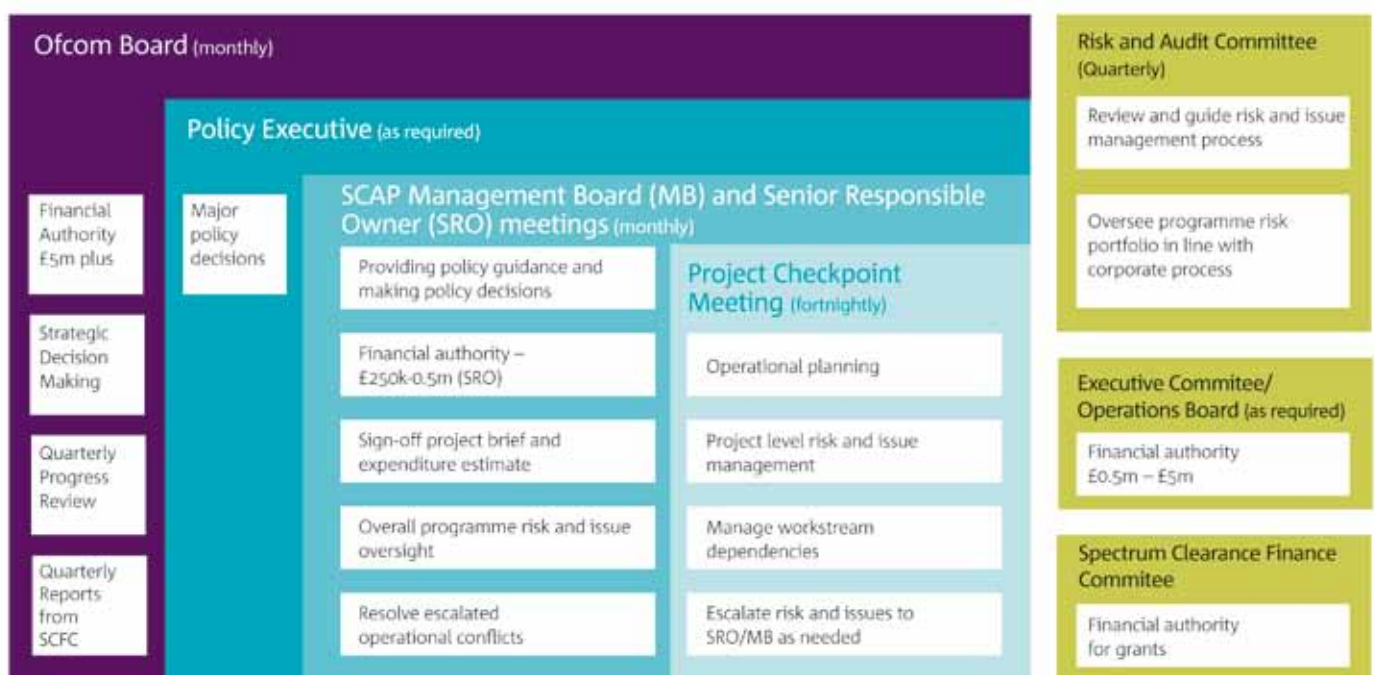 Ofcom Board (monthly)
Financial
Authority
£5m plus
Strategic
Decision
Making
Quarterly
Progress
Review
Quarterly
Reports
from
SCFC
Policy Executive (as required)
Major
policy
decisions
SCAP Management Board (MB) and Senior Responsible
Owner (SRO) meetings (monthly)
Providing policy guidance and
making policy decisions
Financial authority –
£250k-0.5m (SRO)
Sign-off project brief and
expenditure estimate
Overall programme risk and issue
oversight
Resolve escalated
operational conflicts
Project Checkpoint
Meeting (fortnightly)
Operational planning
Project level risk and issue
management
Manage workstream
dependencies
Escalate risk and issues to
SRO/MB as needed
Risk and Audit Committee
(Quarterly)
Review and guide risk and issue
management process
Oversee programme risk
portfolio in line with
corporate process
Executive Commitee/
Operations Board (as required)
Financial authority
£0.5m – £5m
Spectrum Clearance Finance
Commitee
Financial authority
for grants